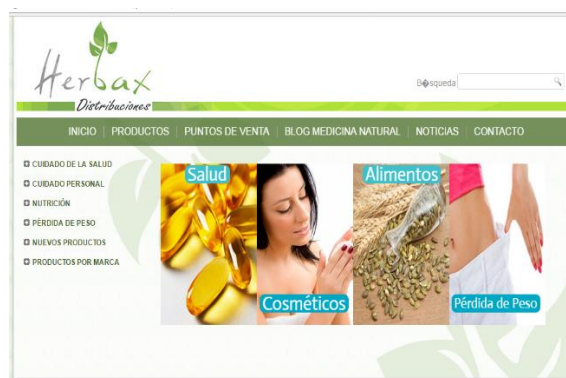 Herbax
Distribuciones
B�squeda
INICIO PRODUCTOS PUNTOS DE VENTA BLOG MEDICINA NATURAL NOTICIAS CONTACTO
CUIDADO DE LA SALUD
CUIDADO PERSONAL
NUTRICIÓN
PÉRDIDA DE PESO
NUEVOS PRODUCTOS
PRODUCTOS POR MARCA
Salud
Cosméticos
Alimentos
Pérdida de Peso